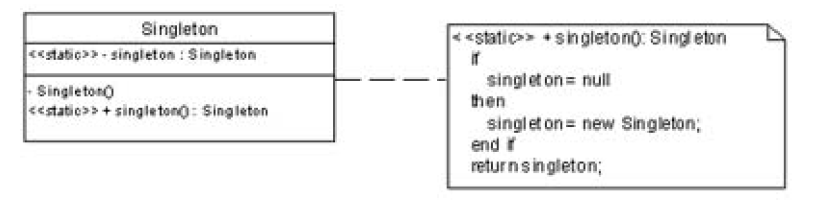 Singleton
<<static>> - singleton : Singleton
- Singleton()
<<static>> + singleton() : Singleton
<<static>> + singleton(): Singleton
if
singleton = null
then
singleton = new Singleton;
end if
return singleton;